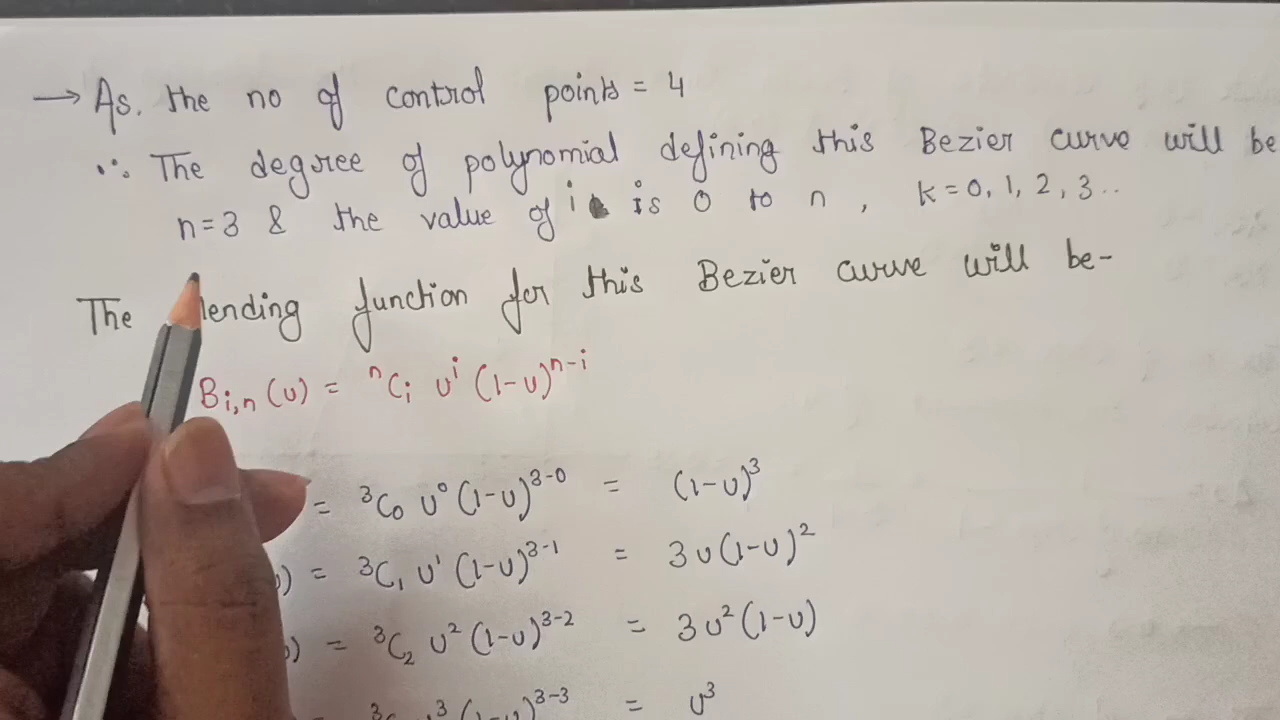 → As. the no of control points = 4
∴ The degree of polynomial defining this Bezier curve will be
n=3 & the value of i is 0 to n, k=0,1,2,3..
The lending function for this Bezier curve will be-
B_{i,n}(u) = ⁿCᵢ uⁱ (1-u)ⁿ⁻ⁱ
= ³C₀ u⁰ (1-u)³⁻⁰ = (1-u)³
) = ³C₁ u¹ (1-u)³⁻¹ = 3u(1-u)²
) = ³C₂ u² (1-u)³⁻² = 3u²(1-u)
= u³